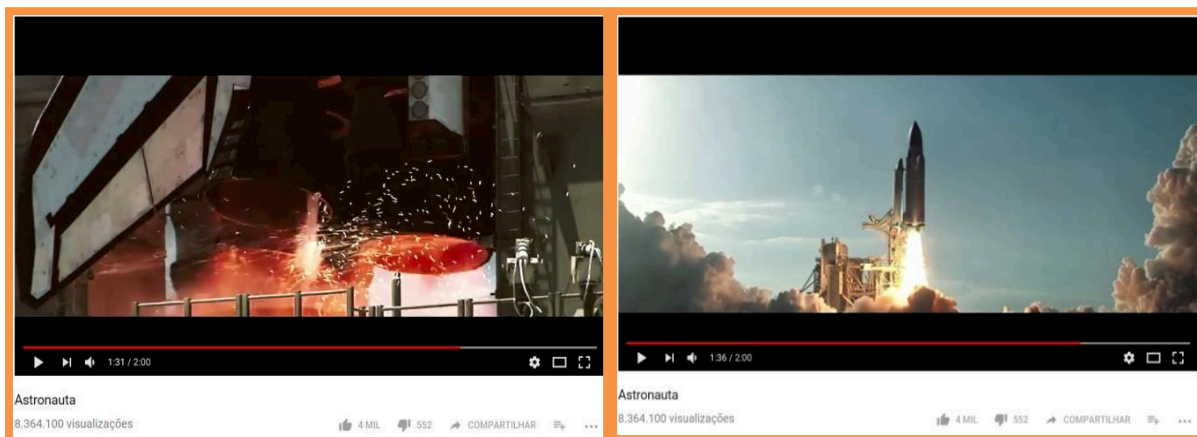 1:31 / 2:00
Astronauta
8.364.100 visualizações
4 MIL
552
COMPARTILHAR
1:36 / 2:00
Astronauta
8.364.100 visualizações
4 MIL
552
COMPARTILHAR